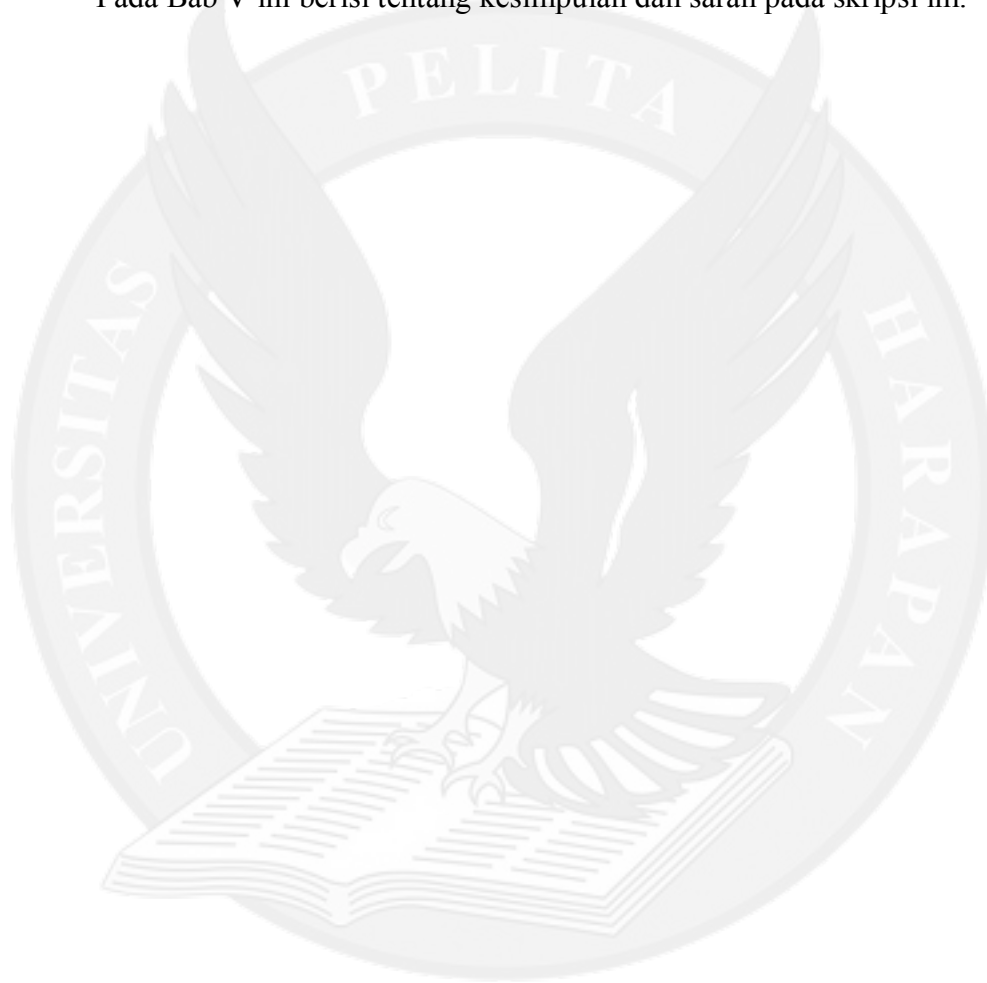 Pada Bab V ini berisi tentang kesimpulan dan saran pada skripsi ini.
UNIVERSITAS PELITA HARAPAN